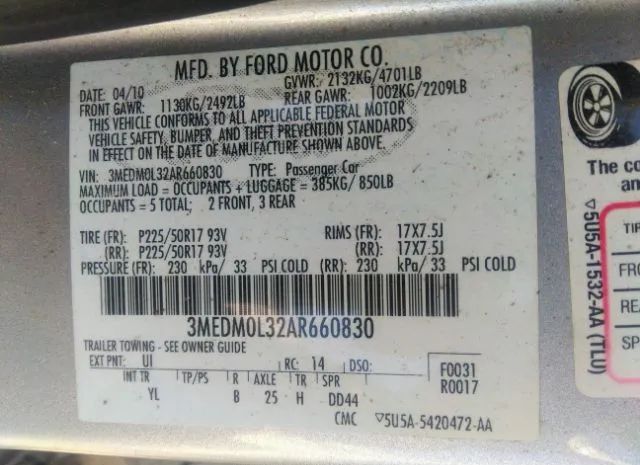 MFD. BY FORD MOTOR CO.
DATE: 04/10 GVWR: 2132KG/4701LB
FRONT GAWR: 1130KG/2492LB REAR GAWR: 1002KG/2209LB
THIS VEHICLE CONFORMS TO ALL APPLICABLE FEDERAL MOTOR
VEHICLE SAFETY, BUMPER, AND THEFT PREVENTION STANDARDS
IN EFFECT ON THE DATE OF MANUFACTURE SHOWN ABOVE.
VIN: 3MEDM0L32AR660830 TYPE: Passenger Car
MAXIMUM LOAD = OCCUPANTS + LUGGAGE = 385KG/850LB
OCCUPANTS = 5 TOTAL; 2 FRONT, 3 REAR
TIRE (FR): P225/50R17 93V RIMS (FR): 17X7.5J
(RR): P225/50R17 93V (RR): 17X7.5J
PRESSURE (FR): 230 kPa/ 33 PSI COLD (RR): 230 kPa/ 33 PSI COLD
3MEDM0L32AR660830
TRAILER TOWING - SEE OWNER GUIDE
EXT PNT: UI RC: 14 DSO: F0031
INT TR TP/PS R AXLE TR SPR R0017
YL B 25 H DD44
CMC ▽5U5A-5420472-AA
▽5U5A-1532-AA (TLU)
The co
an
TIR
FRO
REA
SP